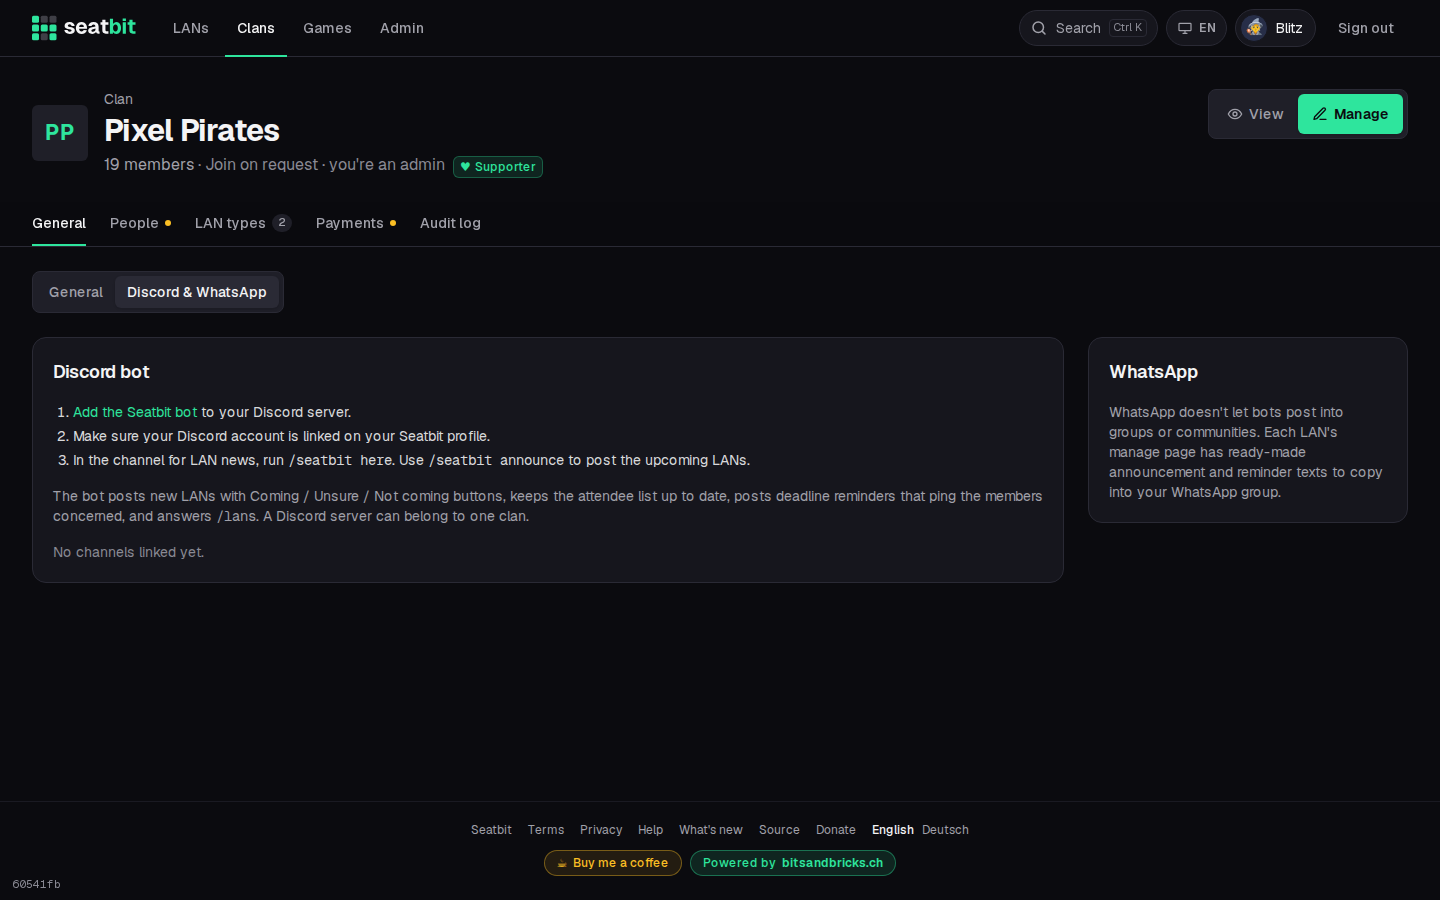 seatbit
LANs
Clans
Games
Admin
Search
Ctrl K
EN
Blitz
Sign out
Clan
PP
Pixel Pirates
19 members · Join on request · you're an admin
♥ Supporter
View
Manage
General
People
LAN types 2
Payments
Audit log
General
Discord & WhatsApp
Discord bot
1. Add the Seatbit bot to your Discord server.
2. Make sure your Discord account is linked on your Seatbit profile.
3. In the channel for LAN news, run /seatbit here. Use /seatbit announce to post the upcoming LANs.
The bot posts new LANs with Coming / Unsure / Not coming buttons, keeps the attendee list up to date, posts deadline reminders that ping the members
concerned, and answers /lans. A Discord server can belong to one clan.
No channels linked yet.
WhatsApp
WhatsApp doesn't let bots post into
groups or communities. Each LAN's
manage page has ready-made
announcement and reminder texts to copy
into your WhatsApp group.
Seatbit
Terms
Privacy
Help
What's new
Source
Donate
English
Deutsch
Buy me a coffee
Powered by bitsandbricks.ch
60541fb